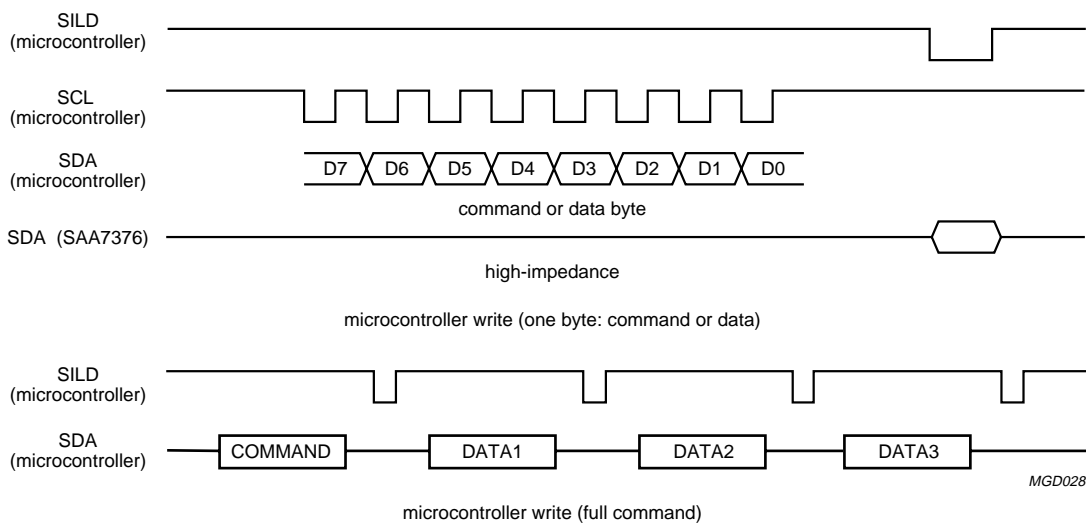 SILD
(microcontroller)
SCL
(microcontroller)
SDA
(microcontroller)
D7 D6 D5 D4 D3 D2 D1 D0
command or data byte
SDA (SAA7376)
high-impedance
microcontroller write (one byte: command or data)
SILD
(microcontroller)
SDA
(microcontroller)
COMMAND DATA1 DATA2 DATA3
MGD028
microcontroller write (full command)